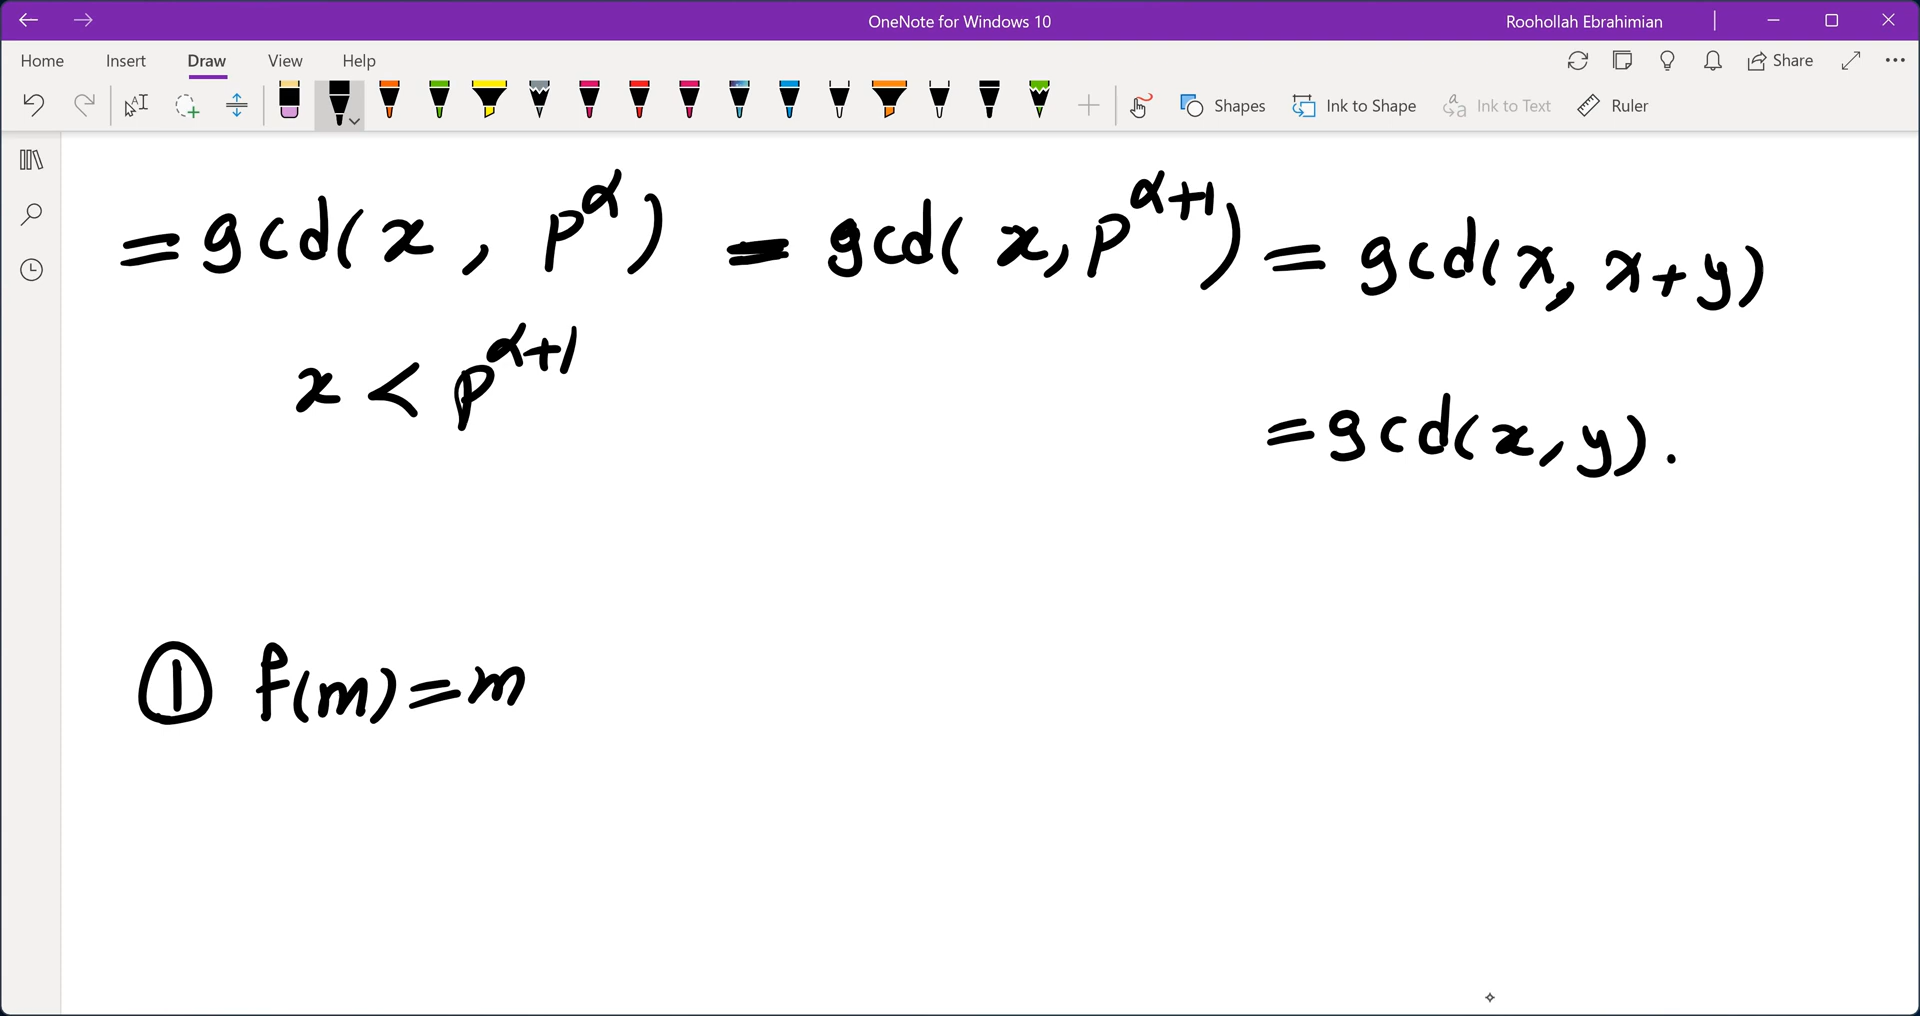 OneNote for Windows 10
Roohollah Ebrahimian
Home Insert Draw View Help
Share
Shapes Ink to Shape Ink to Text Ruler
= gcd(x, p^α) = gcd(x, p^{α+1}) = gcd(x, x+y)
x < p^{α+1}
= gcd(x, y).
① f(m) = m